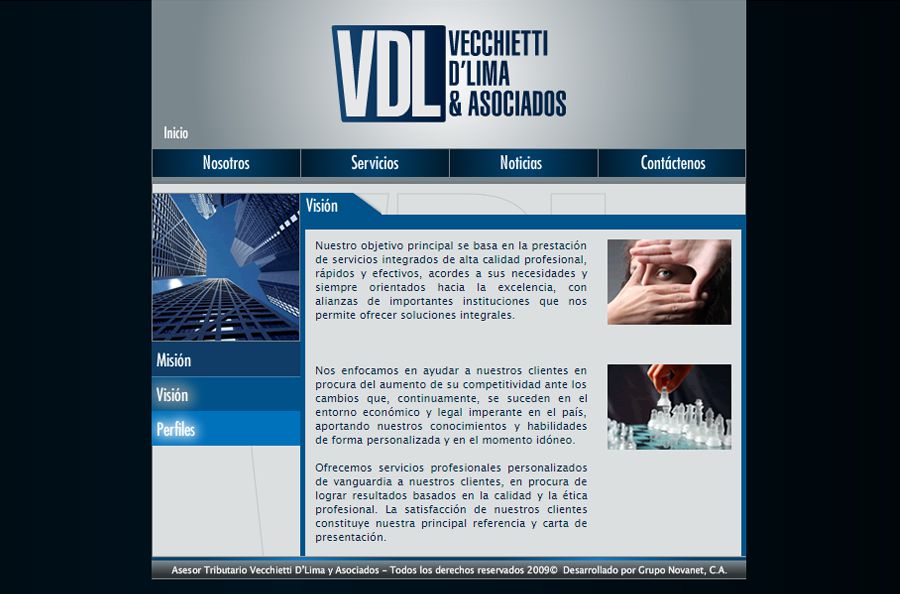 VDL
VECCHIETTI
D'LIMA
& ASOCIADOS
Inicio
Nosotros
Servicios
Noticias
Contáctenos
Visión
Nuestro objetivo principal se basa en la prestación
de servicios integrados de alta calidad profesional,
rápidos y efectivos, acordes a sus necesidades y
siempre orientados hacia la excelencia, con
alianzas de importantes instituciones que nos
permite ofrecer soluciones integrales.
Misión
Visión
Perfiles
Nos enfocamos en ayudar a nuestros clientes en
procura del aumento de su competitividad ante los
cambios que, continuamente, se suceden en el
entorno económico y legal imperante en el país,
aportando nuestros conocimientos y habilidades
de forma personalizada y en el momento idóneo.
Ofrecemos servicios profesionales personalizados
de vanguardia a nuestros clientes, en procura de
lograr resultados basados en la calidad y la ética
profesional. La satisfacción de nuestros clientes
constituye nuestra principal referencia y carta de
presentación.
Asesor Tributario Vecchietti D'Lima y Asociados - Todos los derechos reservados 2009© Desarrollado por Grupo Novanet, C.A.